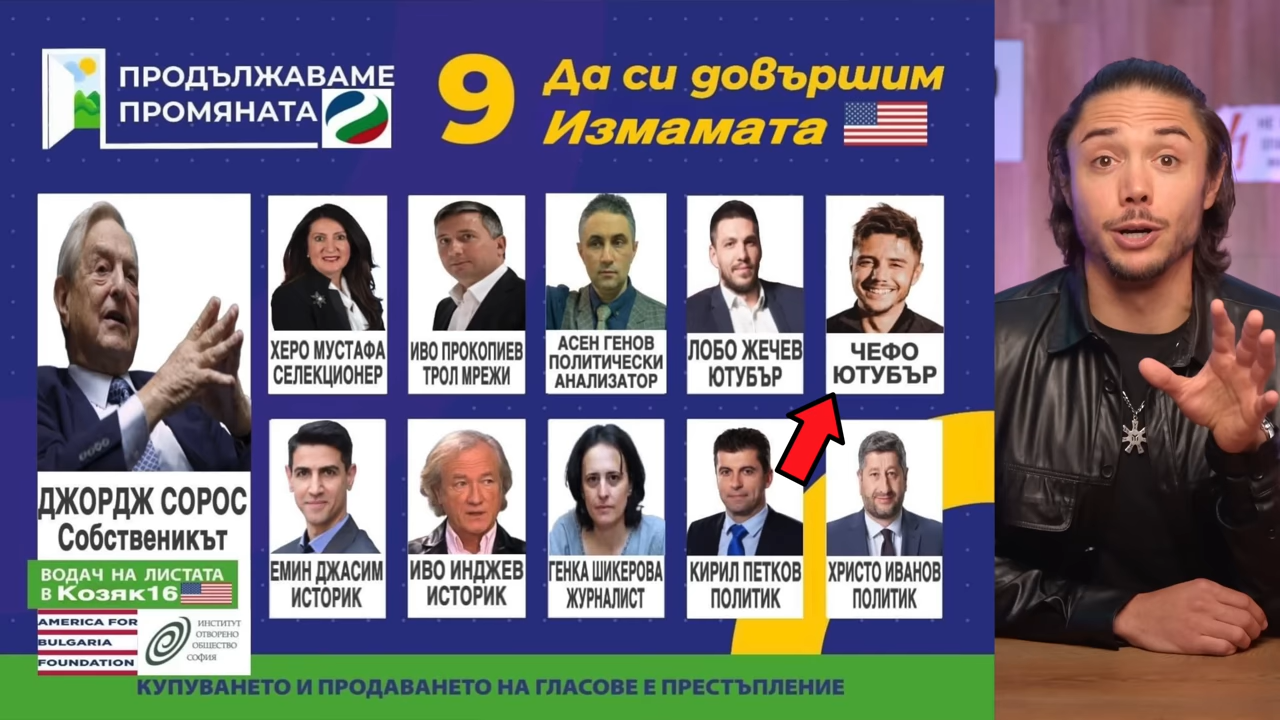 ПРОДЪЛЖАВАМЕ
ПРОМЯНАТА
9
Да си довършим
Измамата
ХЕРО МУСТАФА
СЕЛЕКЦИОНЕР
ИВО ПРОКОПИЕВ
ТРОЛ МРЕЖИ
АСЕН ГЕНОВ
ПОЛИТИЧЕСКИ
АНАЛИЗАТОР
ЛОБО ЖЕЧЕВ
ЮТУБЪР
ЧЕФО
ЮТУБЪР
ДЖОРДЖ СОРОС
Собственикът
ВОДАЧ НА ЛИСТАТА
В Козяк16
AMERICA FOR
BULGARIA
FOUNDATION
ИНСТИТУТ
ОТВОРЕНО
ОБЩЕСТВО
СОФИЯ
ЕМИН ДЖАСИМ
ИСТОРИК
ИВО ИНДЖЕВ
ИСТОРИК
ГЕНКА ШИКЕРОВА
ЖУРНАЛИСТ
КИРИЛ ПЕТКОВ
ПОЛИТИК
ХРИСТО ИВАНОВ
ПОЛИТИК
КУПУВАНЕТО И ПРОДАВАНЕТО НА ГЛАСОВЕ Е ПРЕСТЪПЛЕНИЕ